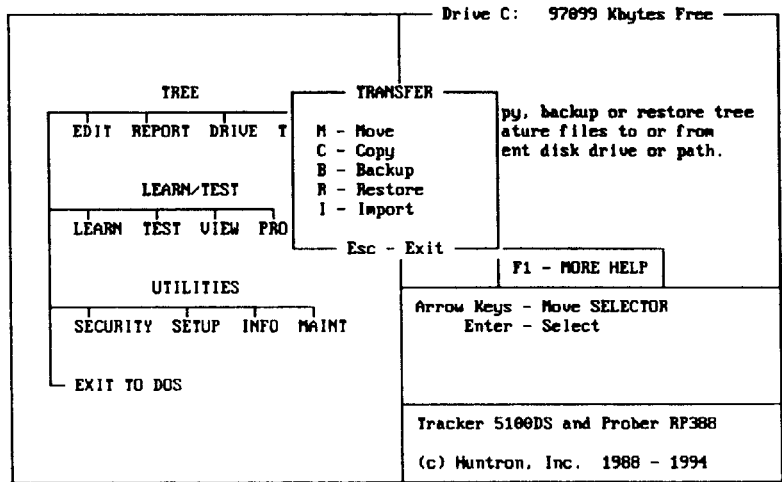 Drive C: 97099 Kbytes Free
TREE
EDIT REPORT DRIVE T
TRANSFER
M - Move
C - Copy
B - Backup
R - Restore
I - Import
Esc - Exit
py, backup or restore tree
ature files to or from
ent disk drive or path.
LEARN/TEST
LEARN TEST VIEW PRO
F1 - MORE HELP
UTILITIES
SECURITY SETUP INFO MAINT
EXIT TO DOS
Arrow Keys - Move SELECTOR
Enter - Select
Tracker 5100DS and Prober RP388
(c) Huntron, Inc. 1988 - 1994